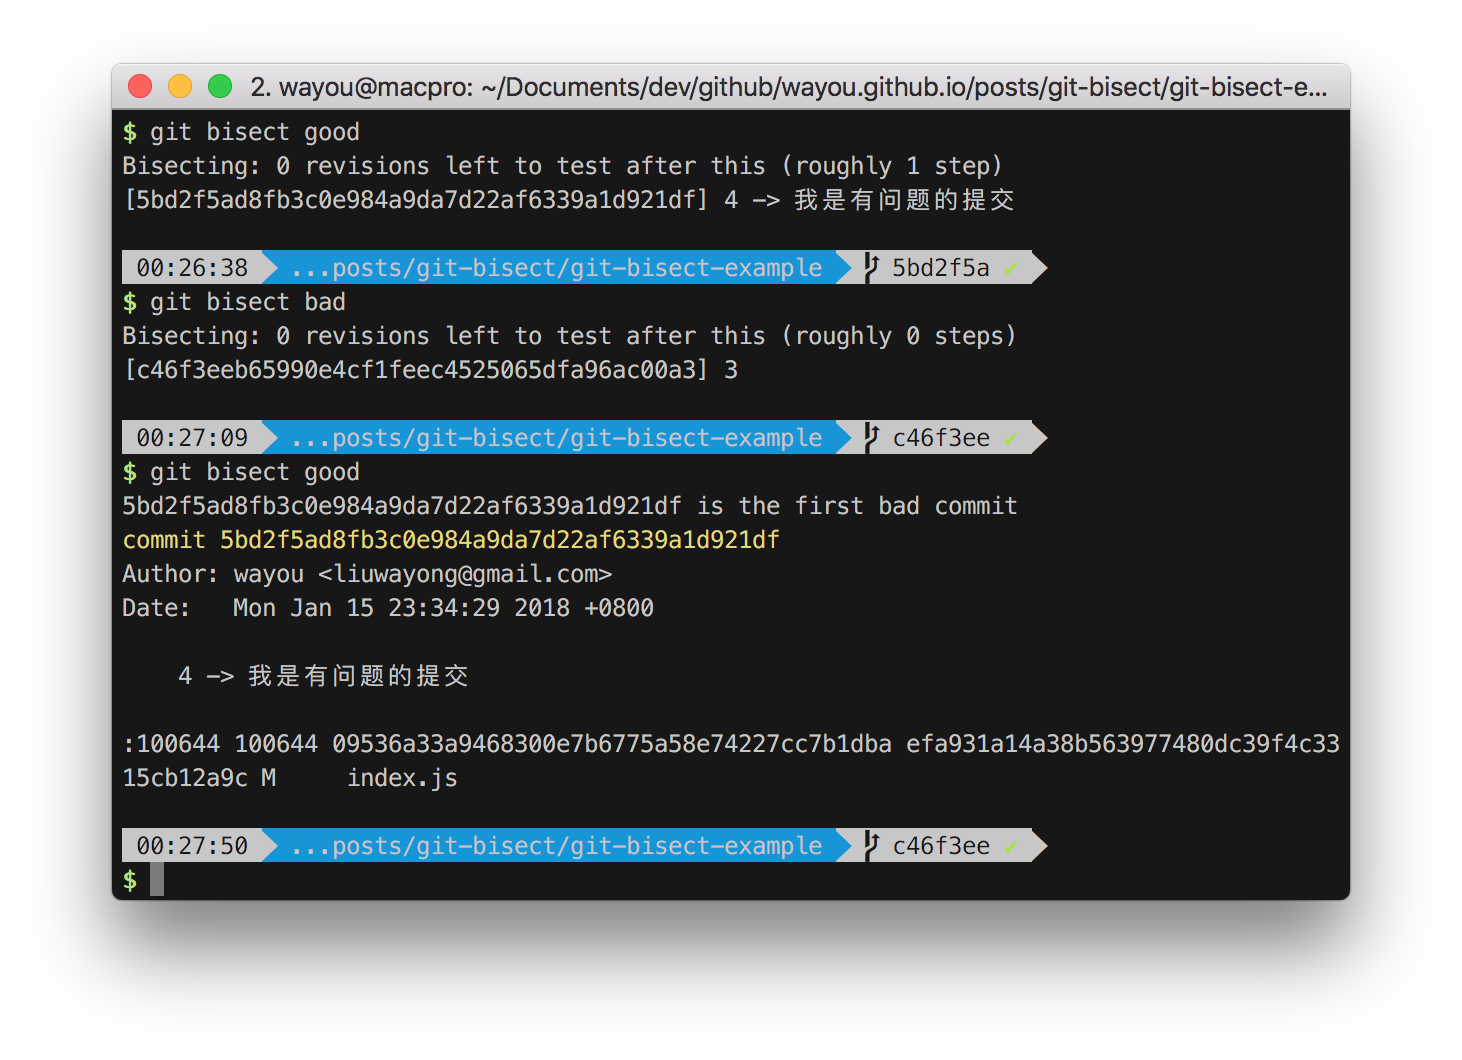 2. wayou@macpro: ~/Documents/dev/github/wayou.github.io/posts/git-bisect/git-bisect-e...
$ git bisect good
Bisecting: 0 revisions left to test after this (roughly 1 step)
[5bd2f5ad8fb3c0e984a9da7d22af6339a1d921df] 4 -> 我是有问题的提交
00:26:38 ...posts/git-bisect/git-bisect-example 5bd2f5a ✔
$ git bisect bad
Bisecting: 0 revisions left to test after this (roughly 0 steps)
[c46f3eeb65990e4cf1feec4525065dfa96ac00a3] 3
00:27:09 ...posts/git-bisect/git-bisect-example c46f3ee ✔
$ git bisect good
5bd2f5ad8fb3c0e984a9da7d22af6339a1d921df is the first bad commit
commit 5bd2f5ad8fb3c0e984a9da7d22af6339a1d921df
Author: wayou <liuwayong@gmail.com>
Date:   Mon Jan 15 23:34:29 2018 +0800
4 -> 我是有问题的提交
:100644 100644 09536a33a9468300e7b6775a58e74227cc7b1dba efa931a14a38b563977480dc39f4c33
15cb12a9c M     index.js
00:27:50 ...posts/git-bisect/git-bisect-example c46f3ee ✔
$